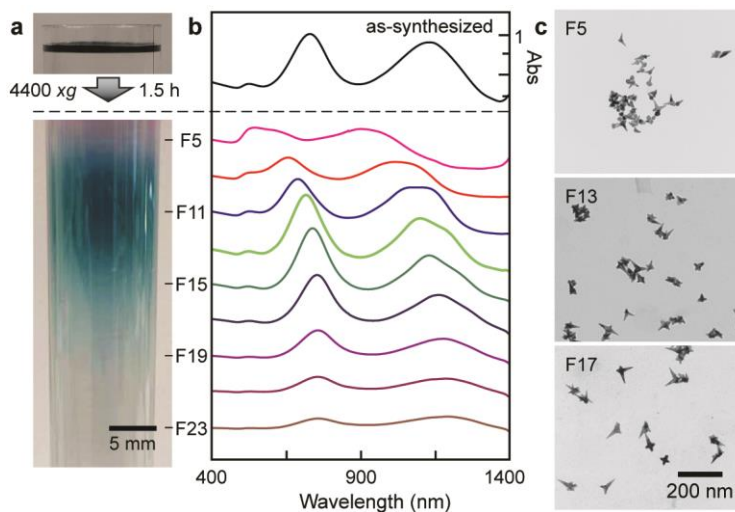 a
4400 xg
1.5 h
F5
F11
F15
F19
F23
5 mm
b
as-synthesized
1
Abs
400
900
1400
Wavelength (nm)
c
F5
F13
F17
200 nm